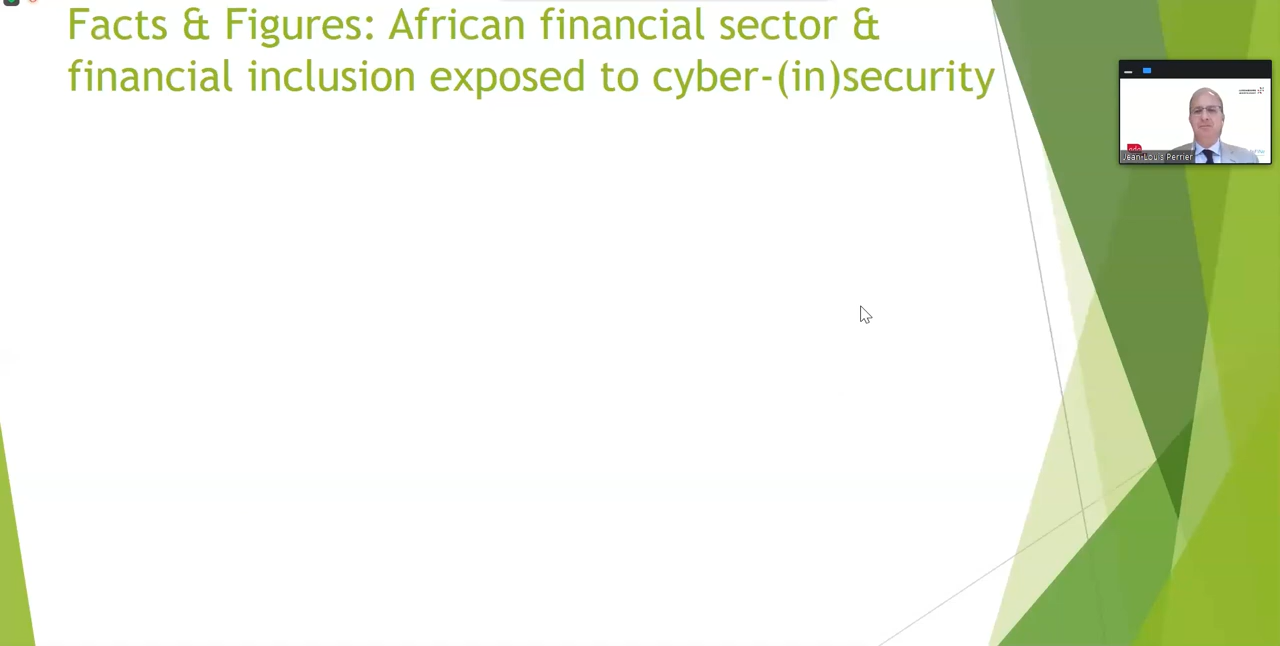 Facts & Figures: African financial sector &
financial inclusion exposed to cyber-(in)security
Jean-Louis Perrier